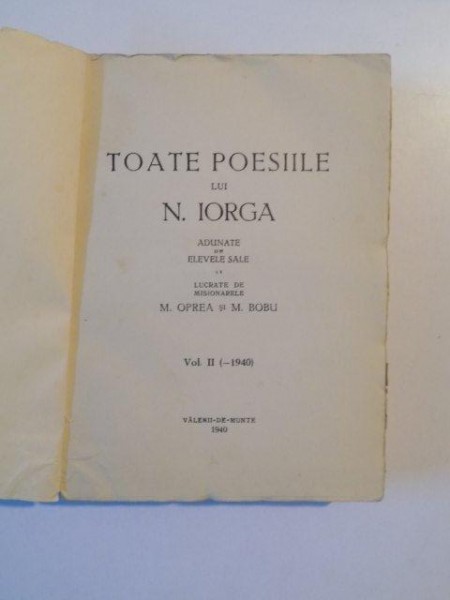 TOATE POESIILE
LUI
N. IORGA
ADUNATE
DE
ELEVELE SALE
LUCRATE DE
MISIONARELE
M. OPREA și M. BOBU
Vol. II (–1940)
VĂLENII-DE-MUNTE
1940